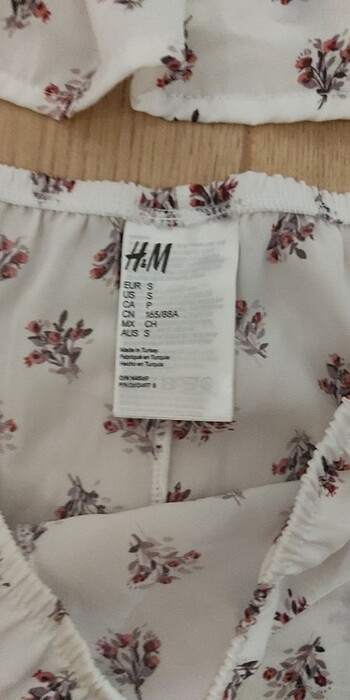 H&M
EUR S
US S
CA P
CN 165/88A
MX CH
AUS S
Made in Turkey
Fabriqué en Turquie
Hecho en Turquía